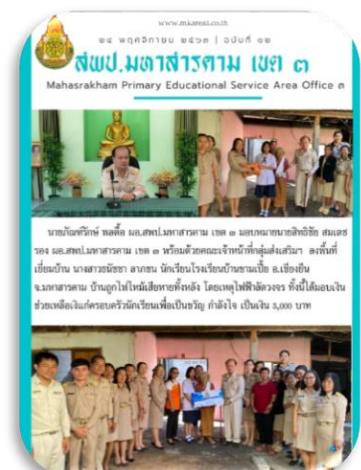 www.mkarea3.co.th
๒๔ พฤศจิกายน ๒๕๖๓ | ฉบับที่ ๑๒
สพป.มหาสารคาม เขต ๓
Mahasrakham Primary Educational Service Area Office ๓
นายภัณฑ์รักษ์ พลตื้อ ผอ.สพป.มหาสารคาม เขต ๓ มอบหมายนายสิทธิชัย สมเดช
รอง ผอ.สพป.มหาสารคาม เขต ๓ พร้อมด้วยคณะเจ้าหน้าที่กลุ่มส่งเสริมฯ ลงพื้นที่
เยี่ยมบ้าน นางสาวธนัชชา ลาภขน นักเรียนโรงเรียนบ้านขามเปี้ย อ.เชียงยืน
จ.มหาสารคาม บ้านถูกไฟไหม้เสียหายทั้งหลัง โดยเหตุไฟฟ้าลัดวงจร ทั้งนี้ได้มอบเงิน
ช่วยเหลือเงินแก่ครอบครัวนักเรียนเพื่อเป็นขวัญ กำลังใจ เป็นเงิน 3,000 บาท